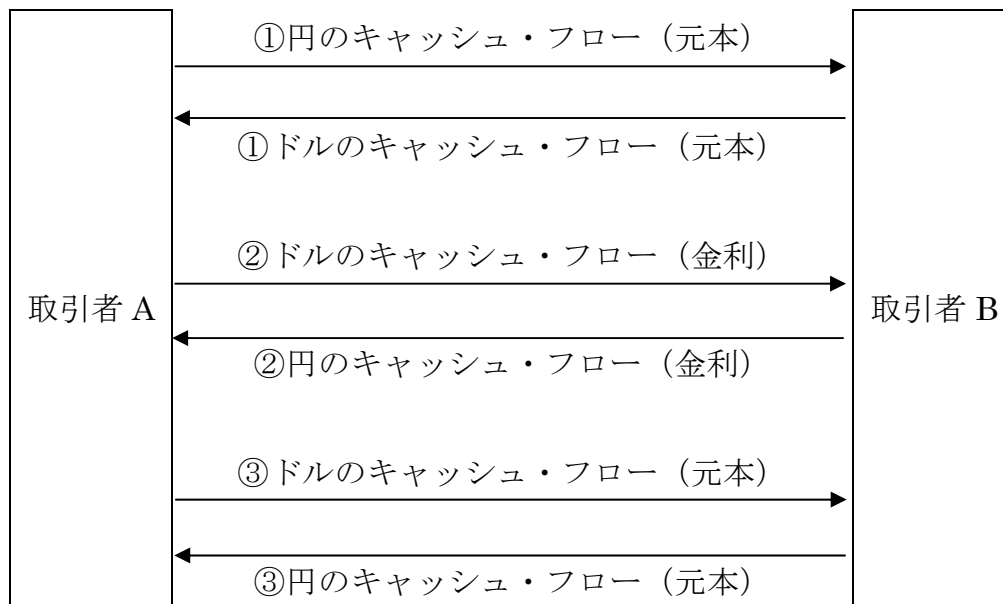 ①円のキャッシュ・フロー（元本）
①ドルのキャッシュ・フロー（元本）
②ドルのキャッシュ・フロー（金利）
取引者 A
取引者 B
②円のキャッシュ・フロー（金利）
③ドルのキャッシュ・フロー（元本）
③円のキャッシュ・フロー（元本）